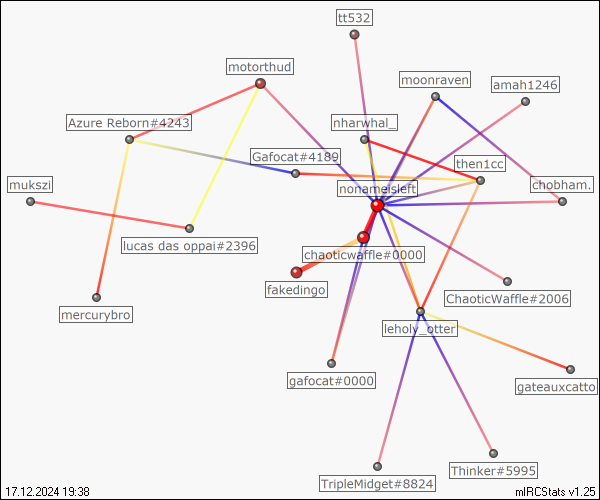 tt532
motorthud
moonraven
amah1246
Azure Reborn#4243
nharwhal_
Gafocat#4189
then1cc
mukszi
nonameisleft
chobham.
lucas das oppai#2396
chaoticwaffle#0000
fakedingo
ChaoticWaffle#2006
mercurybro
leholy_otter
gafocat#0000
gateauxcatto
Thinker#5995
TripleMidget#8824
17.12.2024 19:38
mIRCStats v1.25